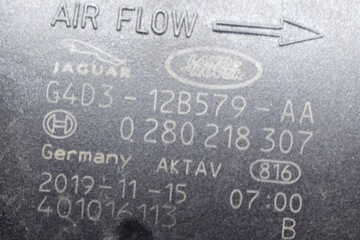 AIR FLOW
JAGUAR
LAND ROVER
G4D3-12B579-AA
0 280 218 307
Germany AKTAV 816
2019-11-15 07:00
401016113
B